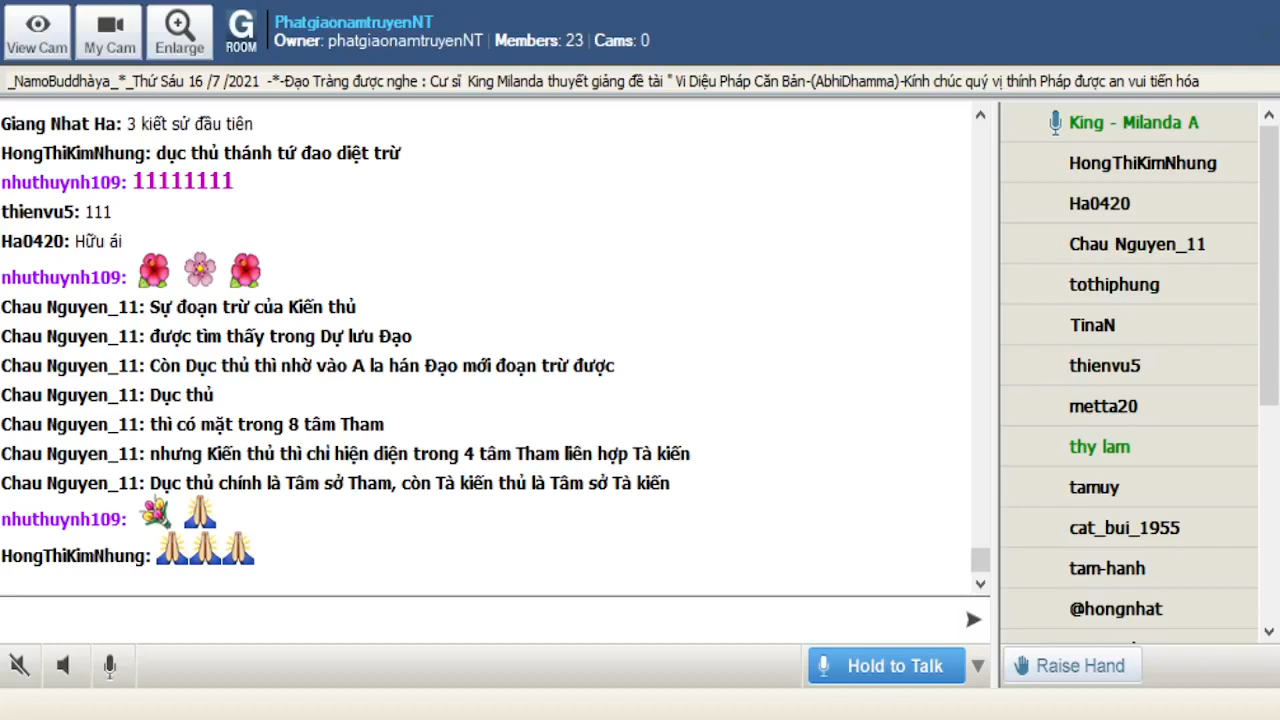 View Cam
My Cam
Enlarge
G
ROOM
PhatgiaonamtruyenNT
Owner: phatgiaonamtruyenNT | Members: 23 | Cams: 0
_NamoBuddhàya_*_Thứ Sáu 16 /7 /2021 -*-Đạo Tràng được nghe : Cư sĩ King Milanda thuyết giảng đề tài " Vi Diệu Pháp Căn Bản-(AbhiDhamma)-Kính chúc quý vị thính Pháp được an vui tiến hóa
Giang Nhat Ha: 3 kiết sử đầu tiên
HongThiKimNhung: dục thủ thánh tứ đao diệt trừ
nhuthuynh109: 11111111
thienvu5: 111
Ha0420: Hữu ái
nhuthuynh109:
Chau Nguyen_11: Sự đoạn trừ của Kiến thủ
Chau Nguyen_11: được tìm thấy trong Dự lưu Đạo
Chau Nguyen_11: Còn Dục thủ thì nhờ vào A la hán Đạo mới đoạn trừ được
Chau Nguyen_11: Dục thủ
Chau Nguyen_11: thì có mặt trong 8 tâm Tham
Chau Nguyen_11: nhưng Kiến thủ thì chỉ hiện diện trong 4 tâm Tham liên hợp Tà kiến
Chau Nguyen_11: Dục thủ chính là Tâm sở Tham, còn Tà kiến thủ là Tâm sở Tà kiến
nhuthuynh109:
HongThiKimNhung:
King - Milanda A
HongThiKimNhung
Ha0420
Chau Nguyen_11
tothiphung
TinaN
thienvu5
metta20
thy lam
tamuy
cat_bui_1955
tam-hanh
@hongnhat
Hold to Talk
Raise Hand